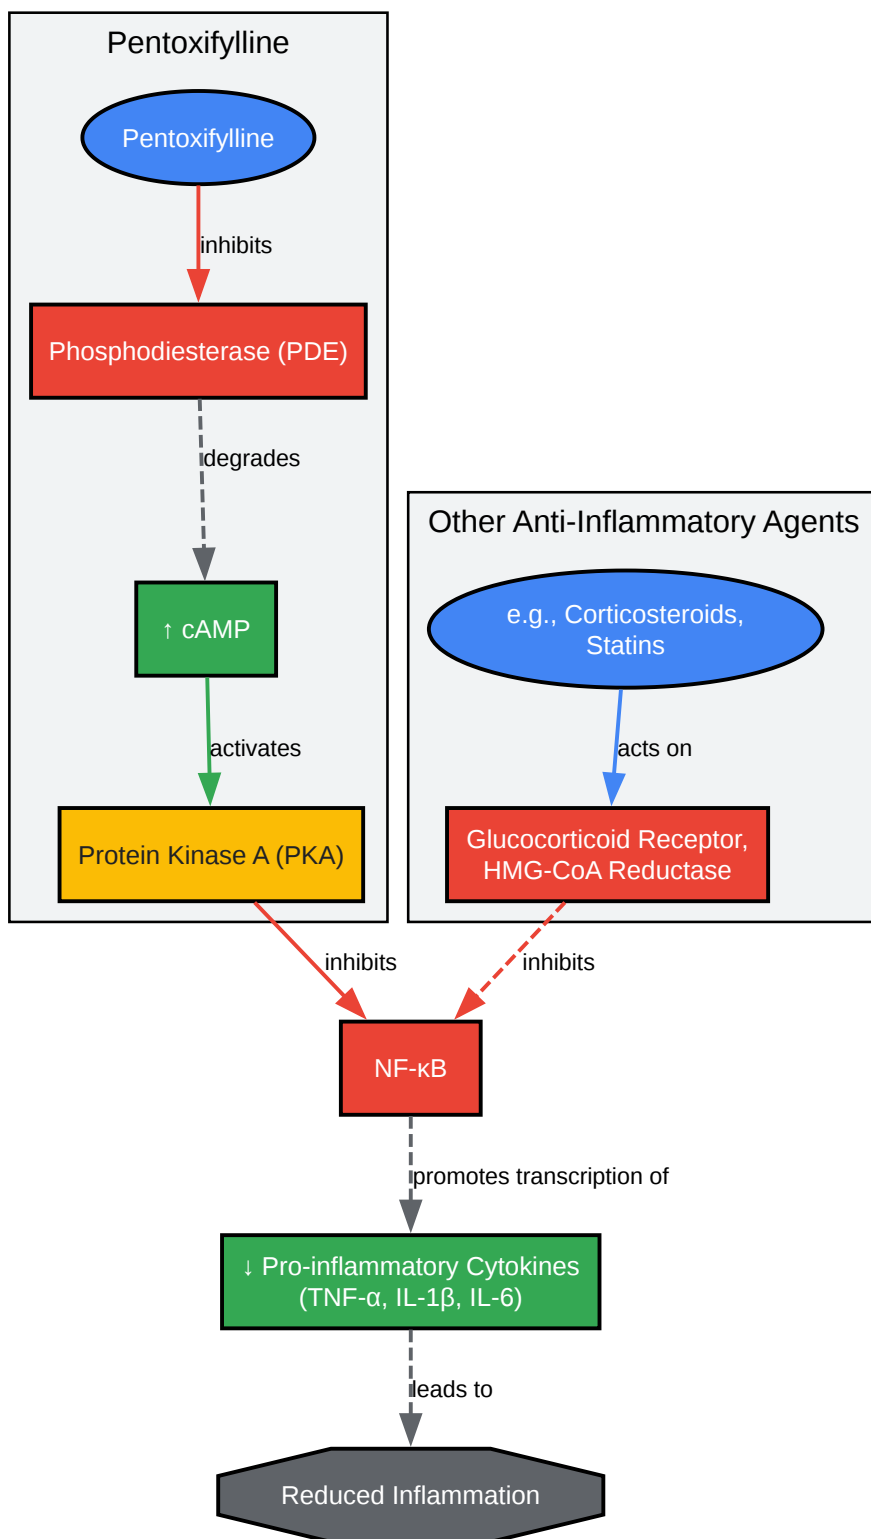 Pentoxifylline
Pentoxifylline
inhibits
Phosphodiesterase (PDE)
degrades
↑ cAMP
activates
Protein Kinase A (PKA)
Other Anti-Inflammatory Agents
e.g., Corticosteroids,
Statins
acts on
Glucocorticoid Receptor,
HMG-CoA Reductase
inhibits
inhibits
NF-κB
promotes transcription of
↓ Pro-inflammatory Cytokines
(TNF-α, IL-1β, IL-6)
leads to
Reduced Inflammation